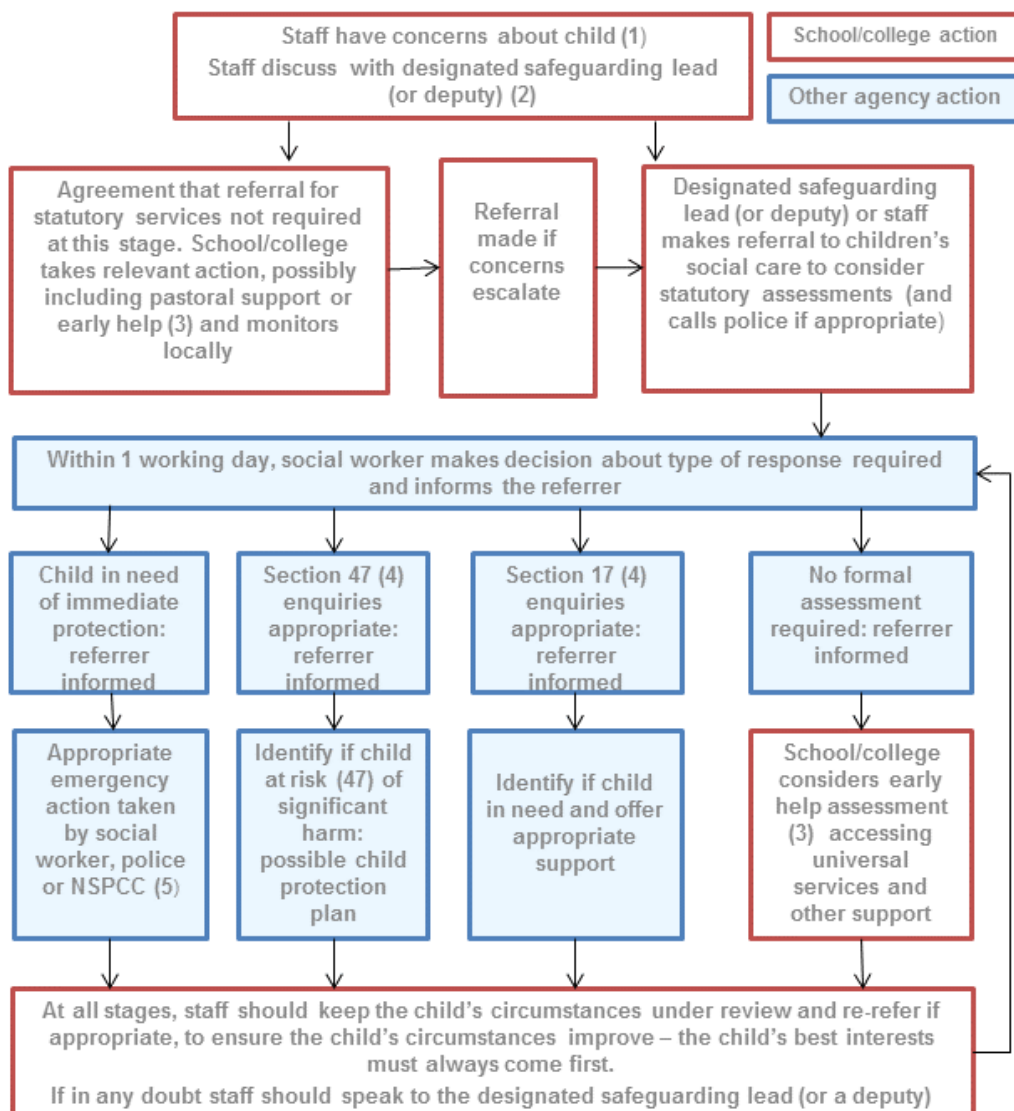 Staff have concerns about child (1)
Staff discuss with designated safeguarding lead
(or deputy) (2)
School/college action
Other agency action
Agreement that referral for
statutory services not required
at this stage. School/college
takes relevant action, possibly
including pastoral support or
early help (3) and monitors
locally
Referral
made if
concerns
escalate
Designated safeguarding
lead (or deputy) or staff
makes referral to children’s
social care to consider
statutory assessments (and
calls police if appropriate)
Within 1 working day, social worker makes decision about type of response required
and informs the referrer
Child in need
of immediate
protection:
referrer
informed
Section 47 (4)
enquiries
appropriate:
referrer
informed
Section 17 (4)
enquiries
appropriate:
referrer
informed
No formal
assessment
required: referrer
informed
Appropriate
emergency
action taken
by social
worker, police
or NSPCC (5)
Identify if child
at risk (47) of
significant
harm:
possible child
protection
plan
Identify if child
in need and offer
appropriate
support
School/college
considers early
help assessment
(3) accessing
universal
services and
other support
At all stages, staff should keep the child’s circumstances under review and re-refer if
appropriate, to ensure the child’s circumstances improve – the child’s best interests
must always come first.
If in any doubt staff should speak to the designated safeguarding lead (or a deputy)